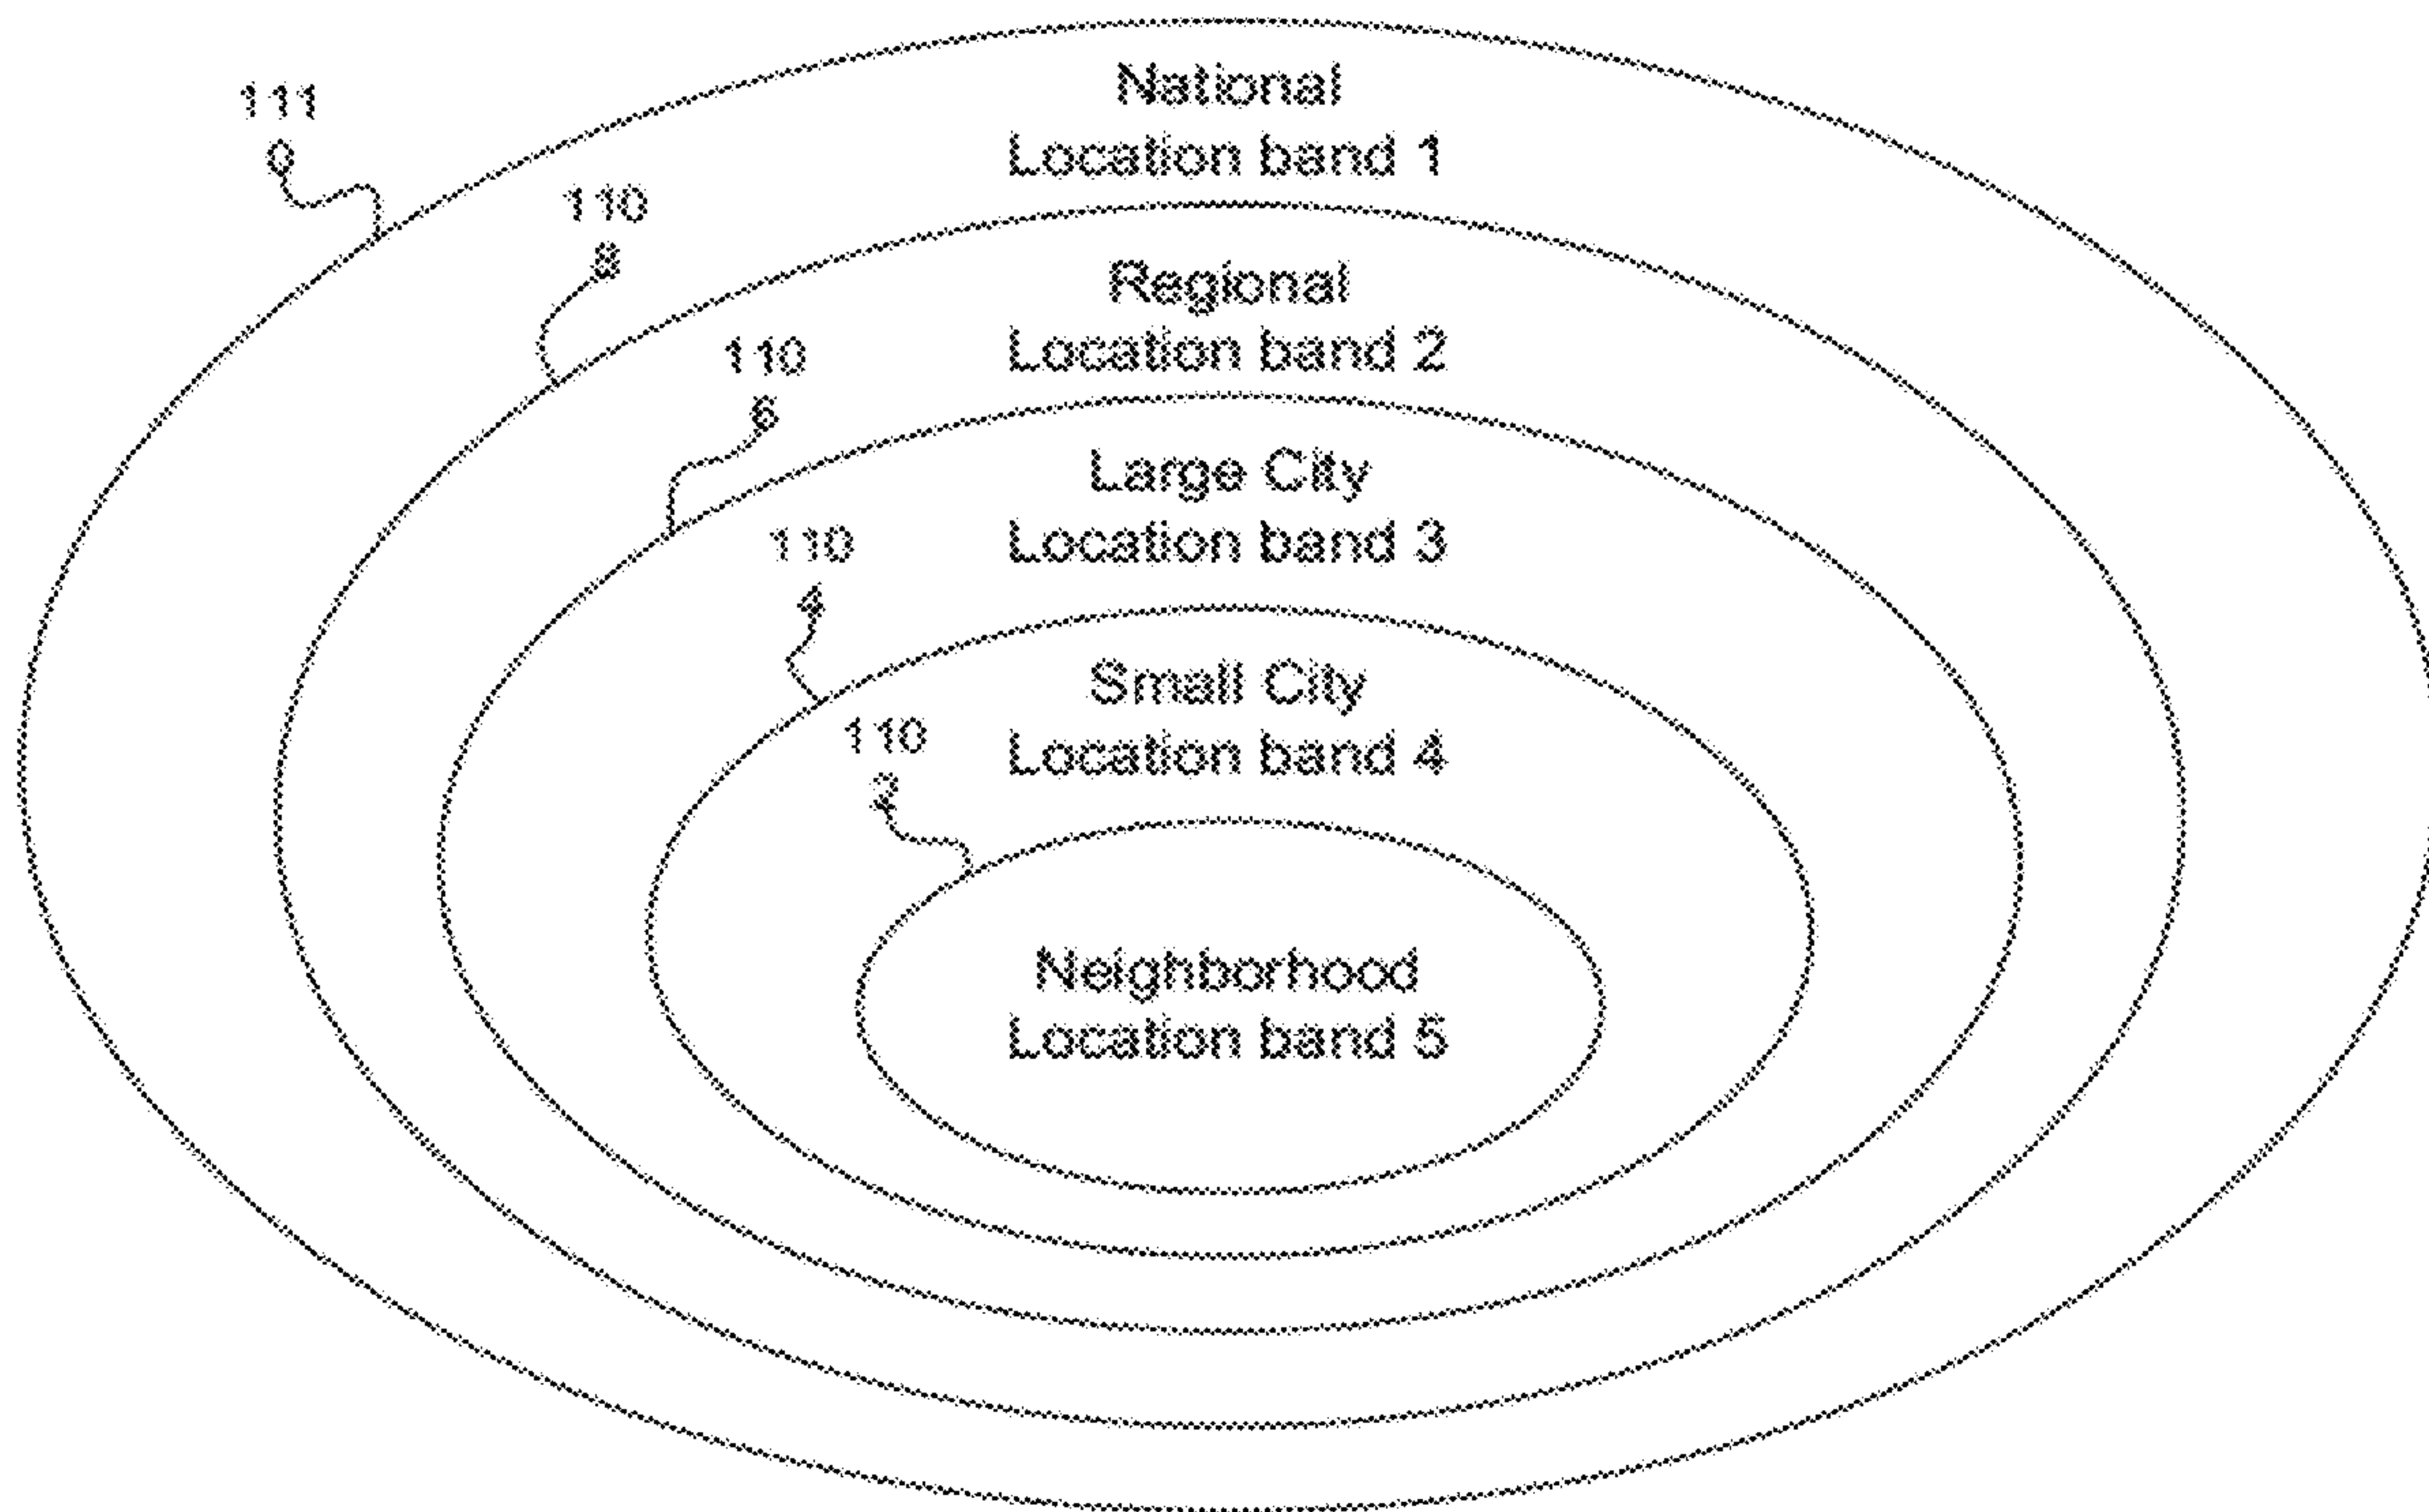 National
Location band 1
111
0
110
8
Regional
Location band 2
110
6
Large City
Location band 3
110
4
Small City
Location band 4
110
2
Neighborhood
Location band 5